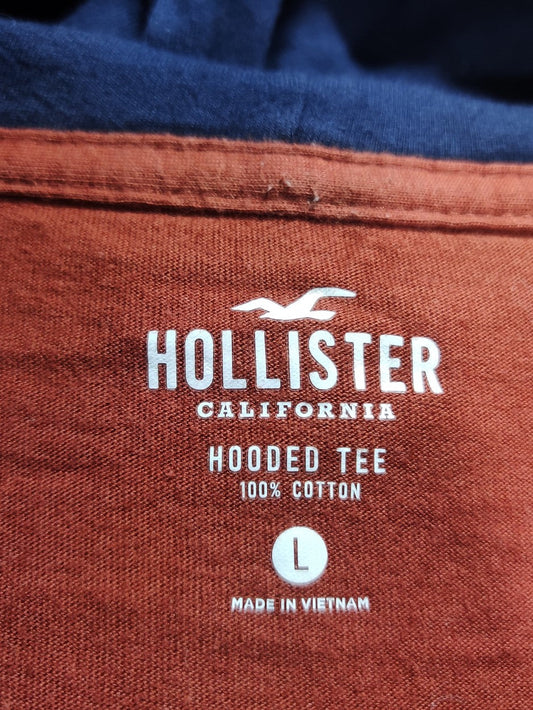 HOLLISTER
CALIFORNIA
HOODED TEE
100% COTTON
L
MADE IN VIETNAM